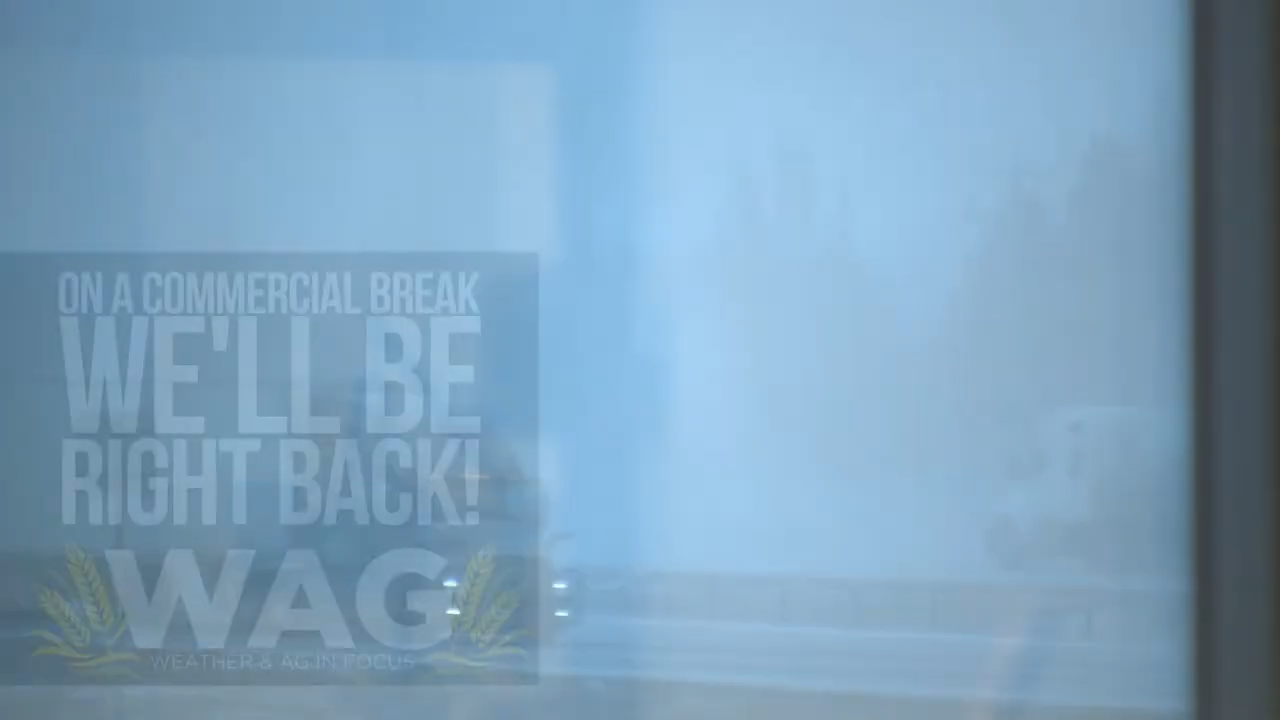 ON A COMMERCIAL BREAK
WE'LL BE
RIGHT BACK!
WAG
WEATHER & AG IN FOCUS